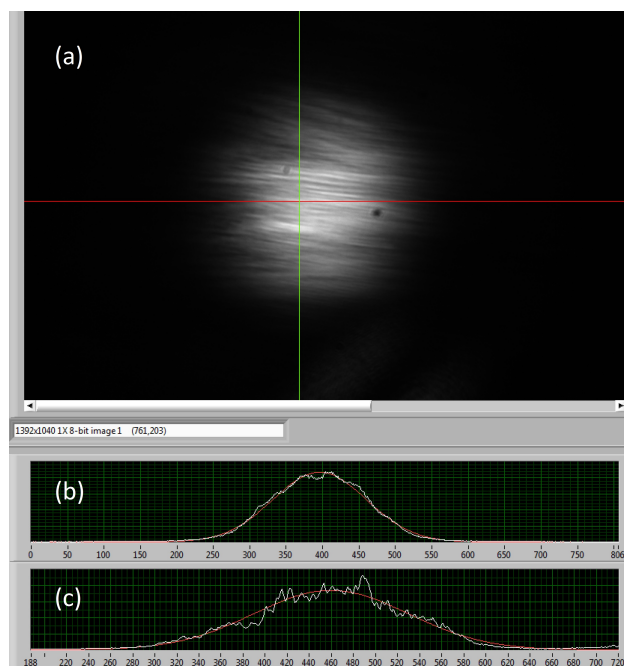 (a)
1392x1040 1X 8-bit image 1 (761,203)
(b)
0 50 100 150 200 250 300 350 400 450 500 550 600 650 700 750 806
(c)
188 220 240 260 280 300 320 340 360 380 400 420 440 460 480 500 520 540 560 580 600 620 640 660 680 720